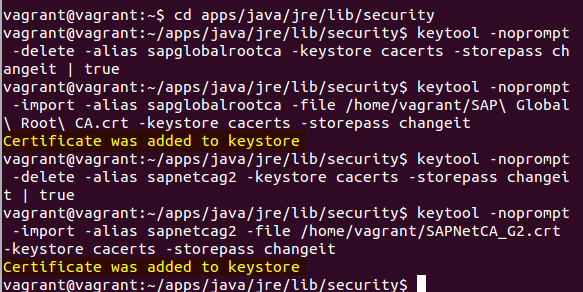 vagrant@vagrant:~$ cd apps/java/jre/lib/security
vagrant@vagrant:~/apps/java/jre/lib/security$ keytool -noprompt
 -delete -alias sapglobalrootca -keystore cacerts -storepass ch
angeit | true
vagrant@vagrant:~/apps/java/jre/lib/security$ keytool -noprompt
 -import -alias sapglobalrootca -file /home/vagrant/SAP\ Global
\ Root\ CA.crt -keystore cacerts -storepass changeit
Certificate was added to keystore
vagrant@vagrant:~/apps/java/jre/lib/security$ keytool -noprompt
 -delete -alias sapnetcag2 -keystore cacerts -storepass changei
t | true
vagrant@vagrant:~/apps/java/jre/lib/security$ keytool -noprompt
 -import -alias sapnetcag2 -file /home/vagrant/SAPNetCA_G2.crt
-keystore cacerts -storepass changeit
Certificate was added to keystore
vagrant@vagrant:~/apps/java/jre/lib/security$